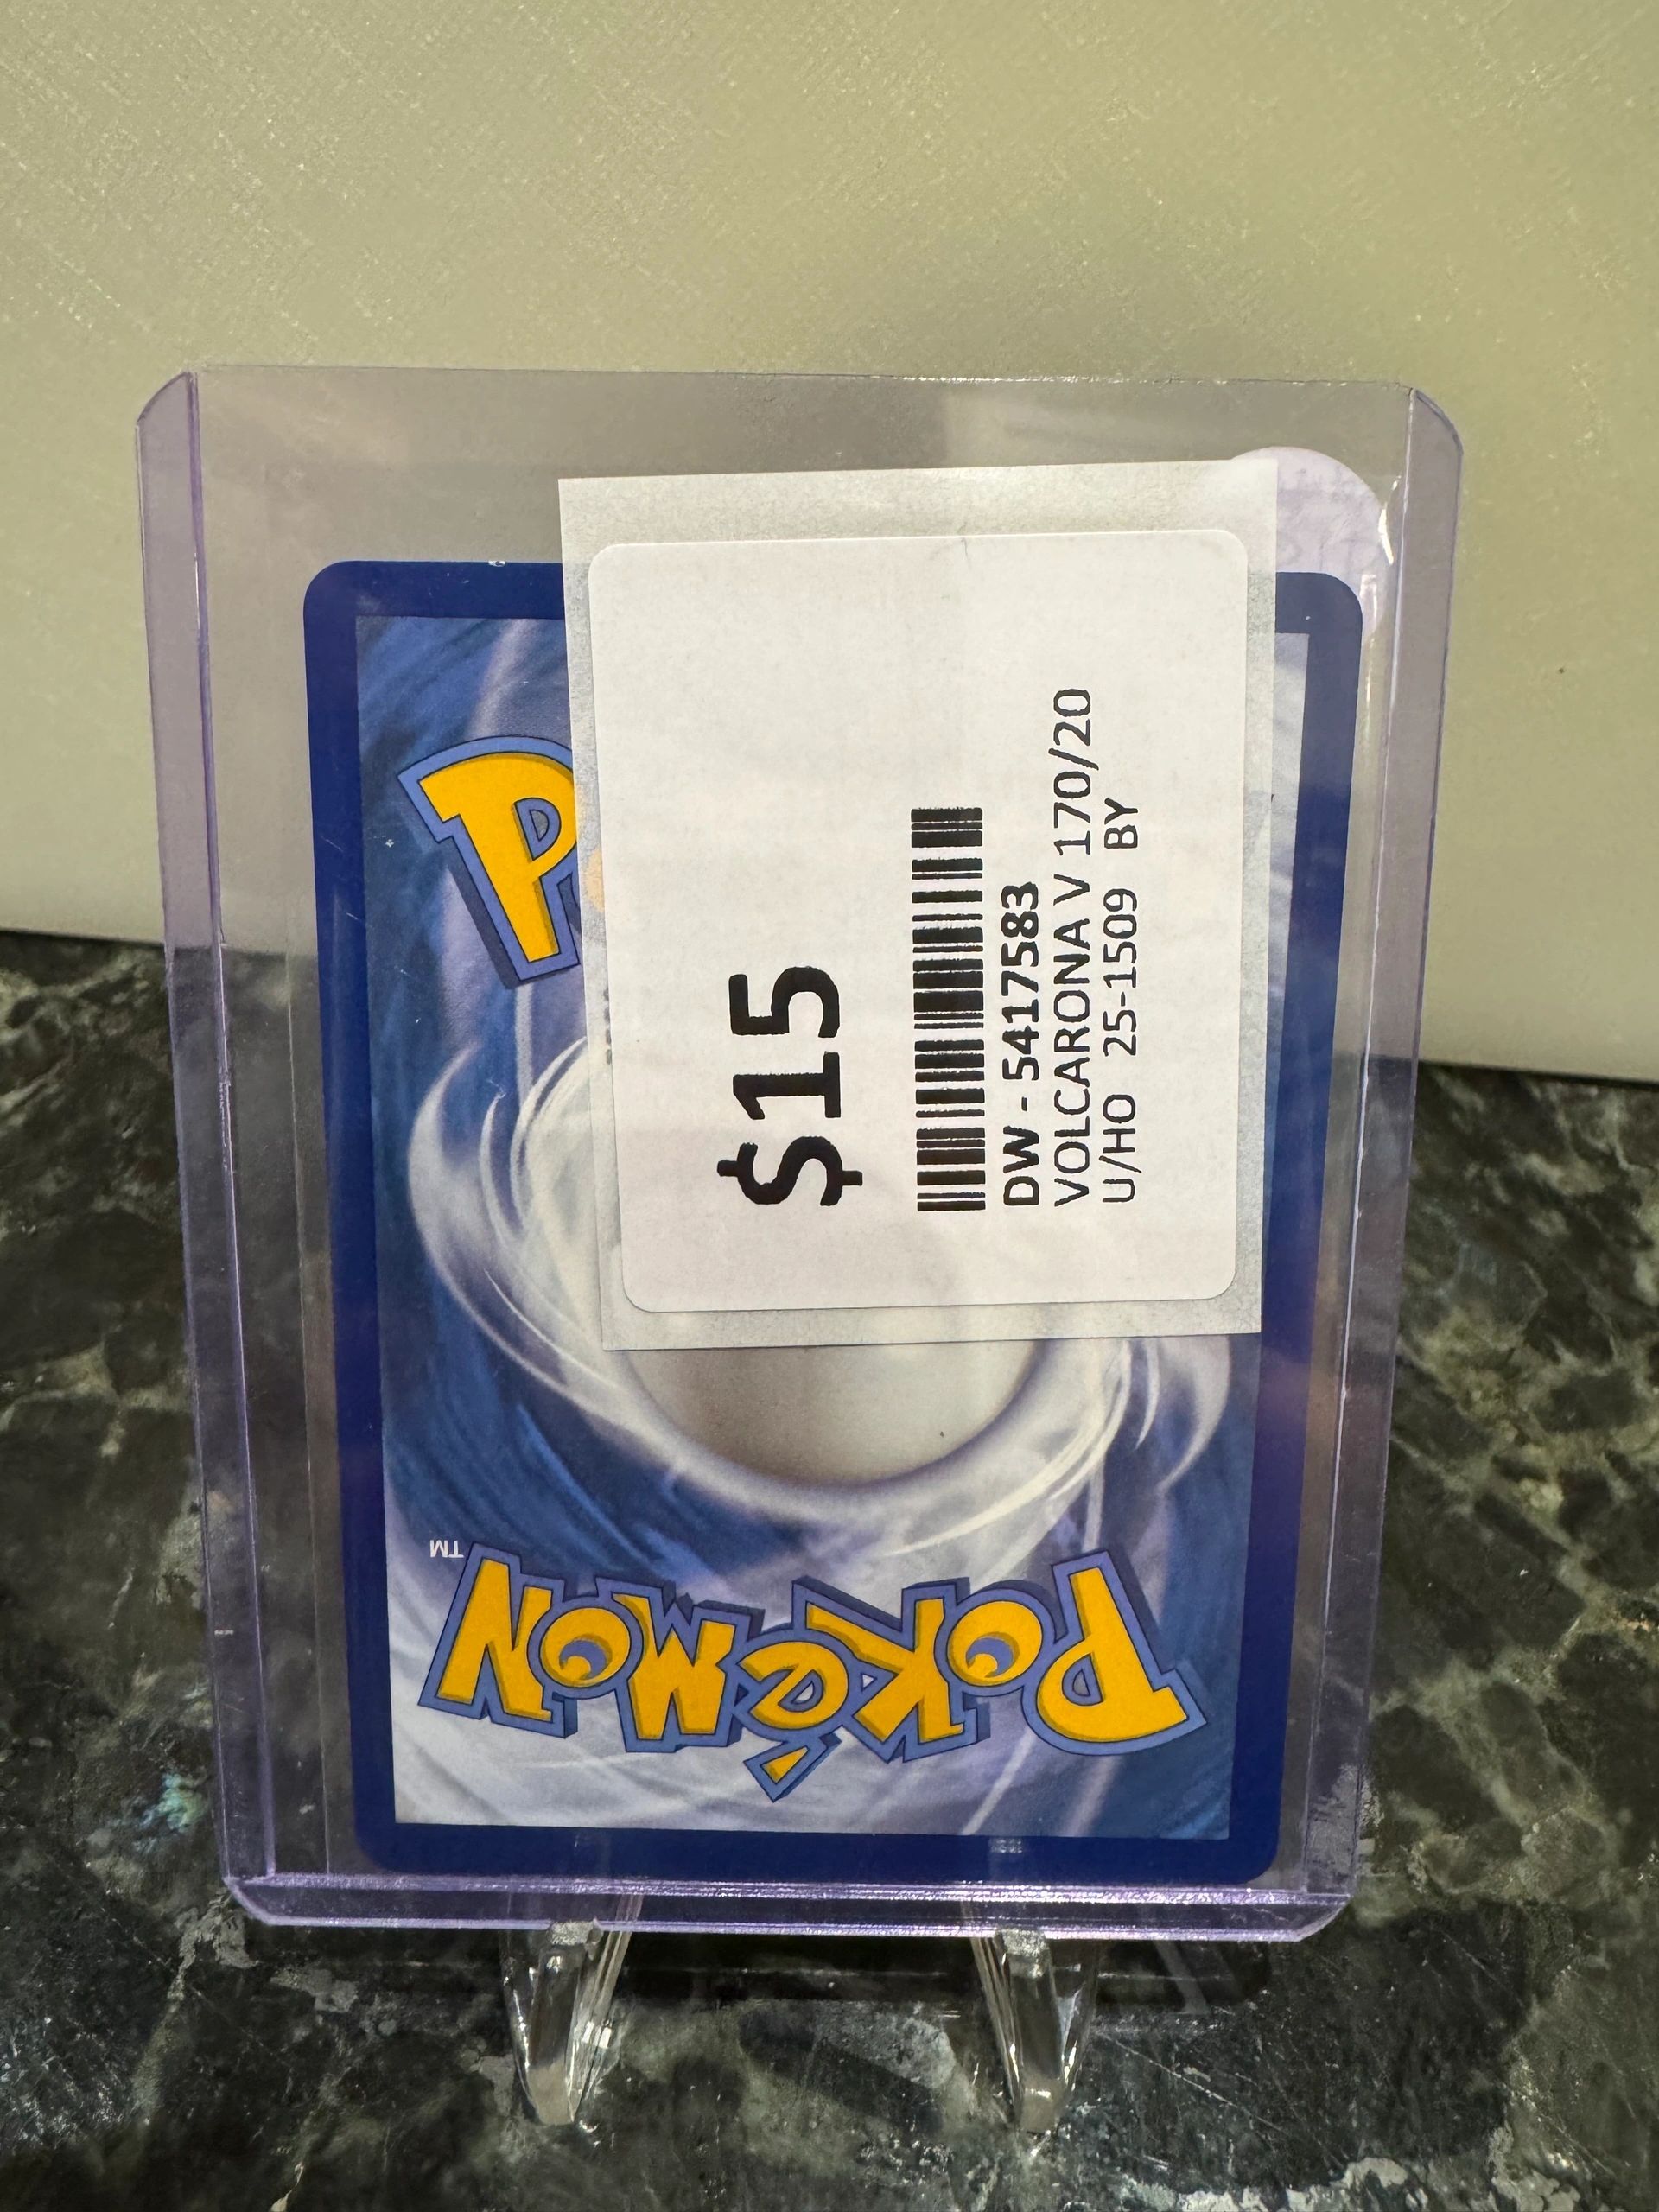 $15
DW - 5417583
VOLCARONA V 170/20
U/HO 25-1509 BY
P
POKéMON
TM